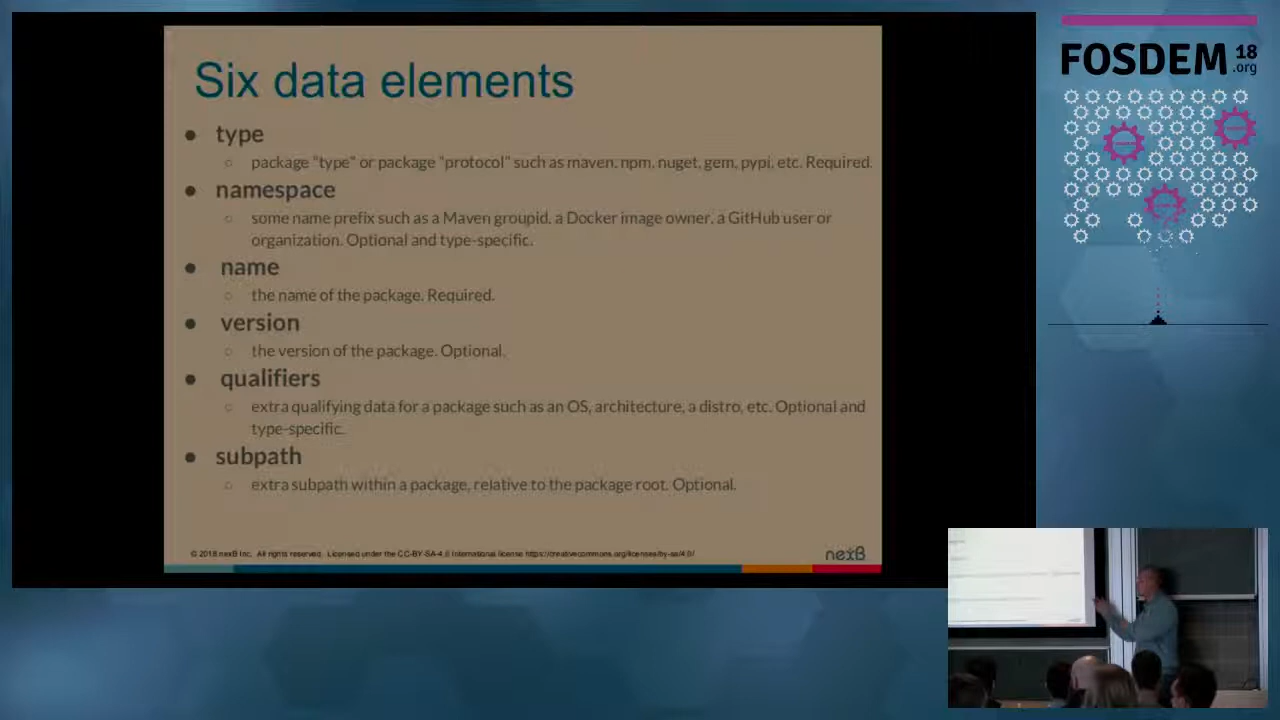 Six data elements
● type
○ package "type" or package "protocol" such as maven, npm, nuget, gem, pypi, etc. Required.
● namespace
○ some name prefix such as a Maven groupid, a Docker image owner, a GitHub user or
organization. Optional and type-specific.
● name
○ the name of the package. Required.
● version
○ the version of the package. Optional.
● qualifiers
○ extra qualifying data for a package such as an OS, architecture, a distro, etc. Optional and
type-specific.
● subpath
○ extra subpath within a package, relative to the package root. Optional.
© 2018 nexB Inc. All rights reserved. Licensed under the CC-BY-SA-4.0 International license https://creativecommons.org/licenses/by-sa/4.0/
nexB
FOSDEM 18
.org